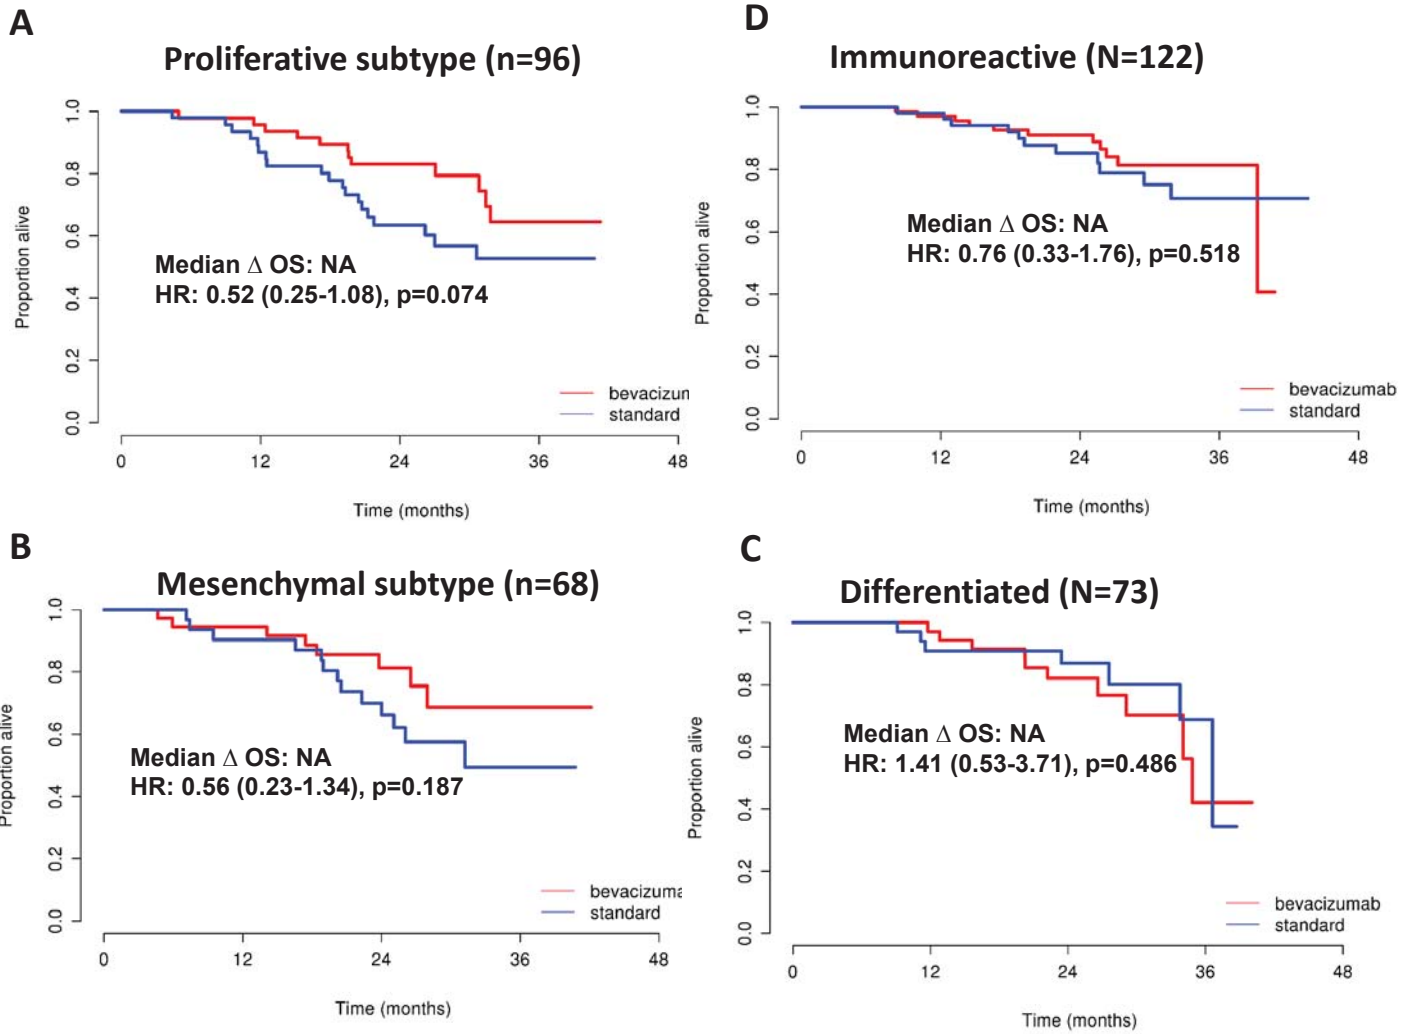 A
Proliferative subtype (n=96)
Proportion alive
1.0
0.8
0.6
0.4
0.2
0.0
Median Δ OS: NA
HR: 0.52 (0.25-1.08), p=0.074
bevacizun
standard
0 12 24 36 48
Time (months)
D
Immunoreactive (N=122)
Proportion alive
1.0
0.8
0.6
0.4
0.2
0.0
Median Δ OS: NA
HR: 0.76 (0.33-1.76), p=0.518
bevacizumab
standard
0 12 24 36 48
Time (months)
B
Mesenchymal subtype (n=68)
Proportion alive
1.0
0.8
0.6
0.4
0.2
0.0
Median Δ OS: NA
HR: 0.56 (0.23-1.34), p=0.187
bevacizuma
standard
0 12 24 36 48
Time (months)
C
Differentiated (N=73)
Proportion alive
1.0
0.8
0.6
0.4
0.2
0.0
Median Δ OS: NA
HR: 1.41 (0.53-3.71), p=0.486
bevacizumab
standard
0 12 24 36 48
Time (months)